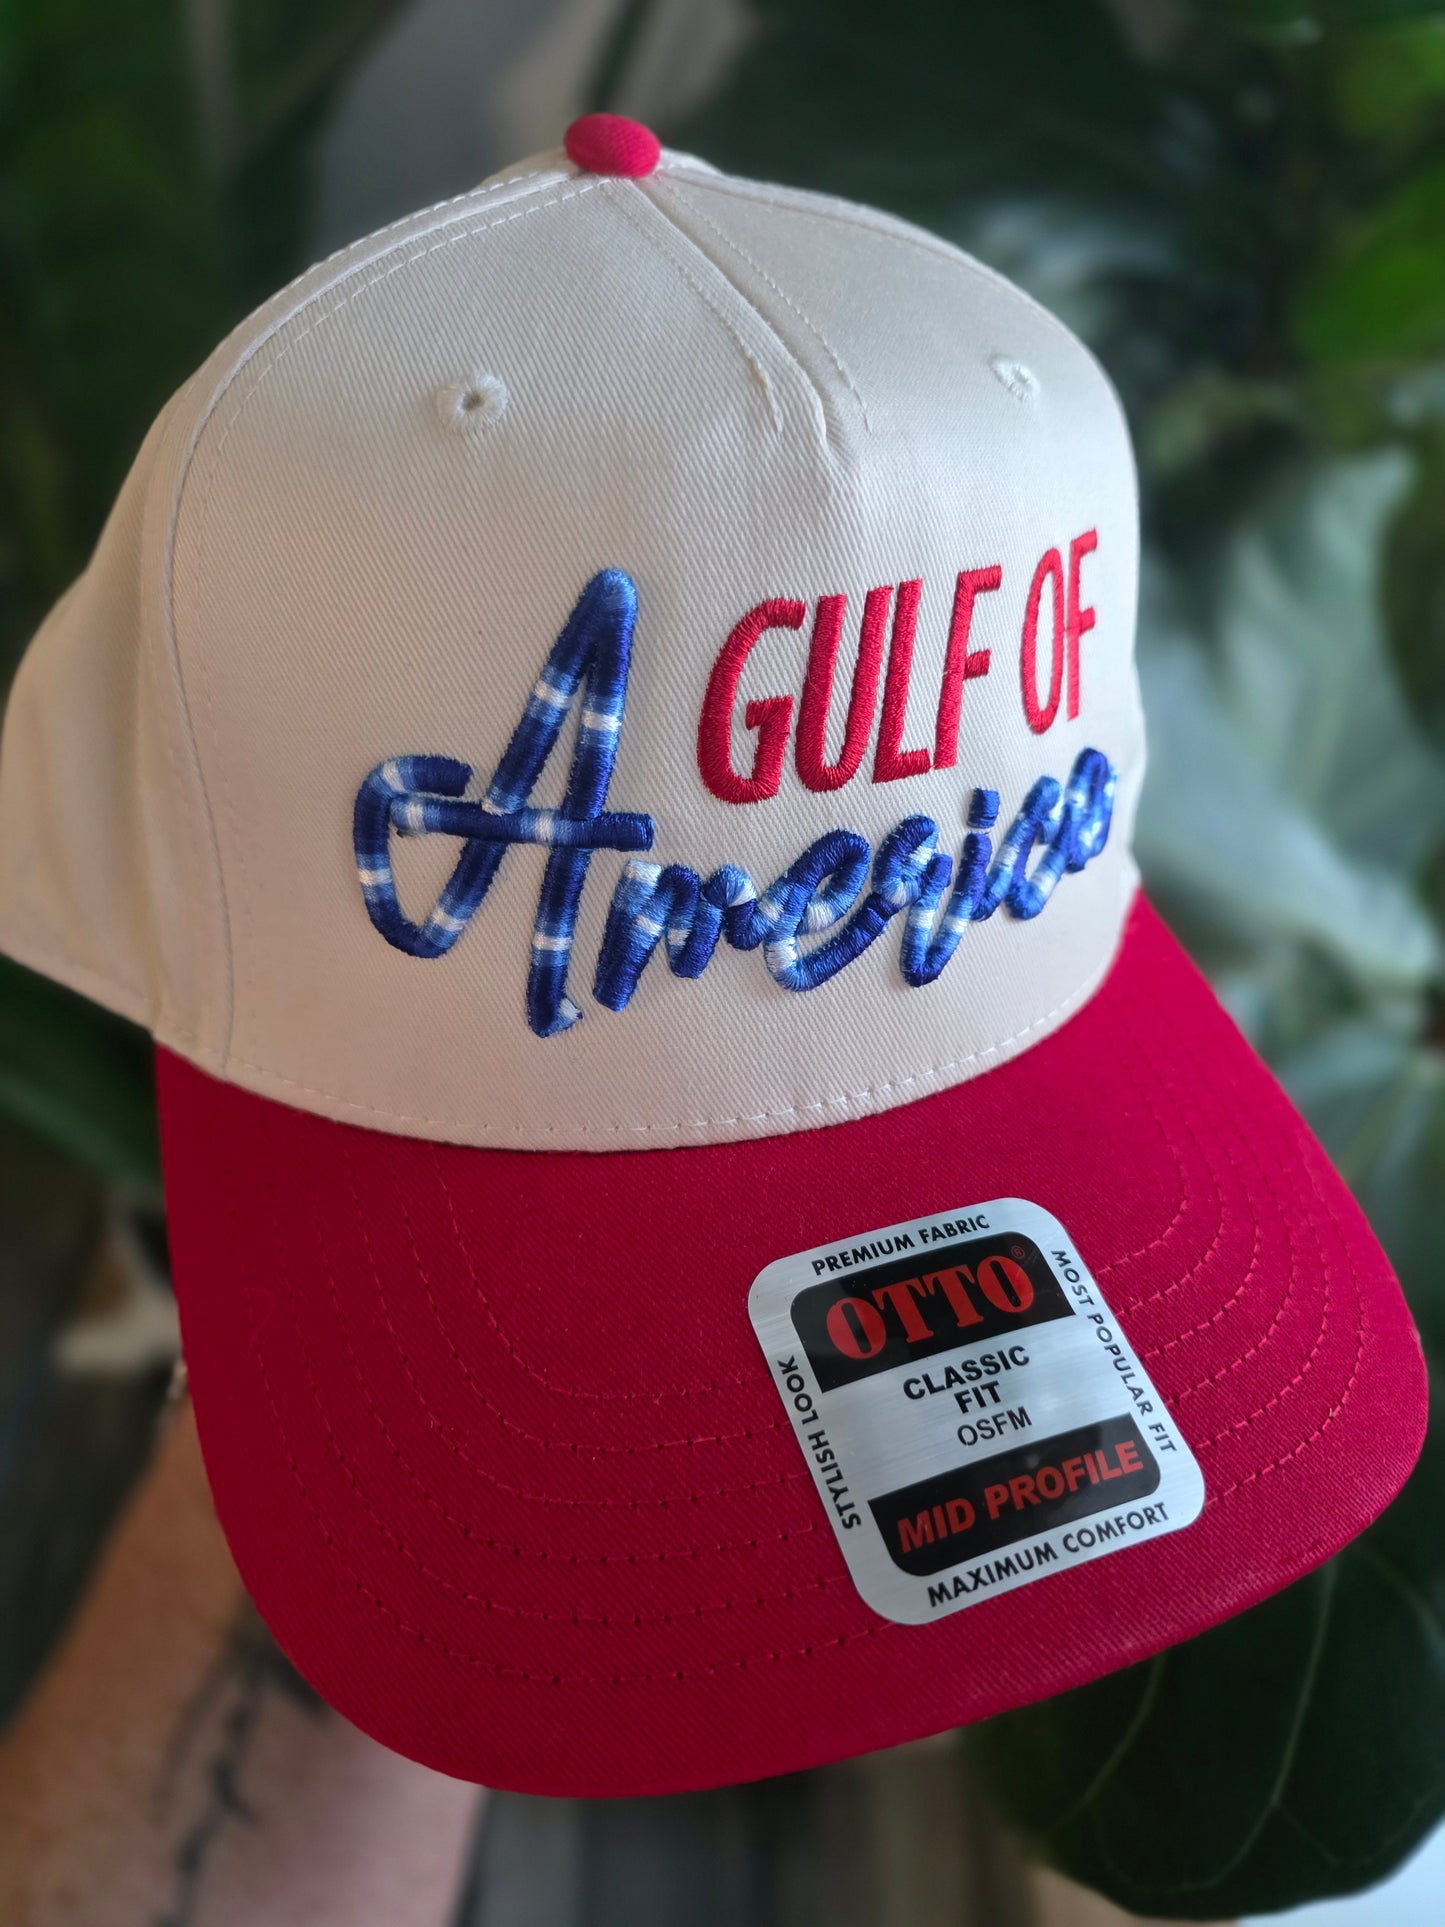 GULF OF
America
PREMIUM FABRIC
OTTO®
CLASSIC
FIT
OSFM
MID PROFILE
MAXIMUM COMFORT
STYLISH LOOK
MOST POPULAR FIT